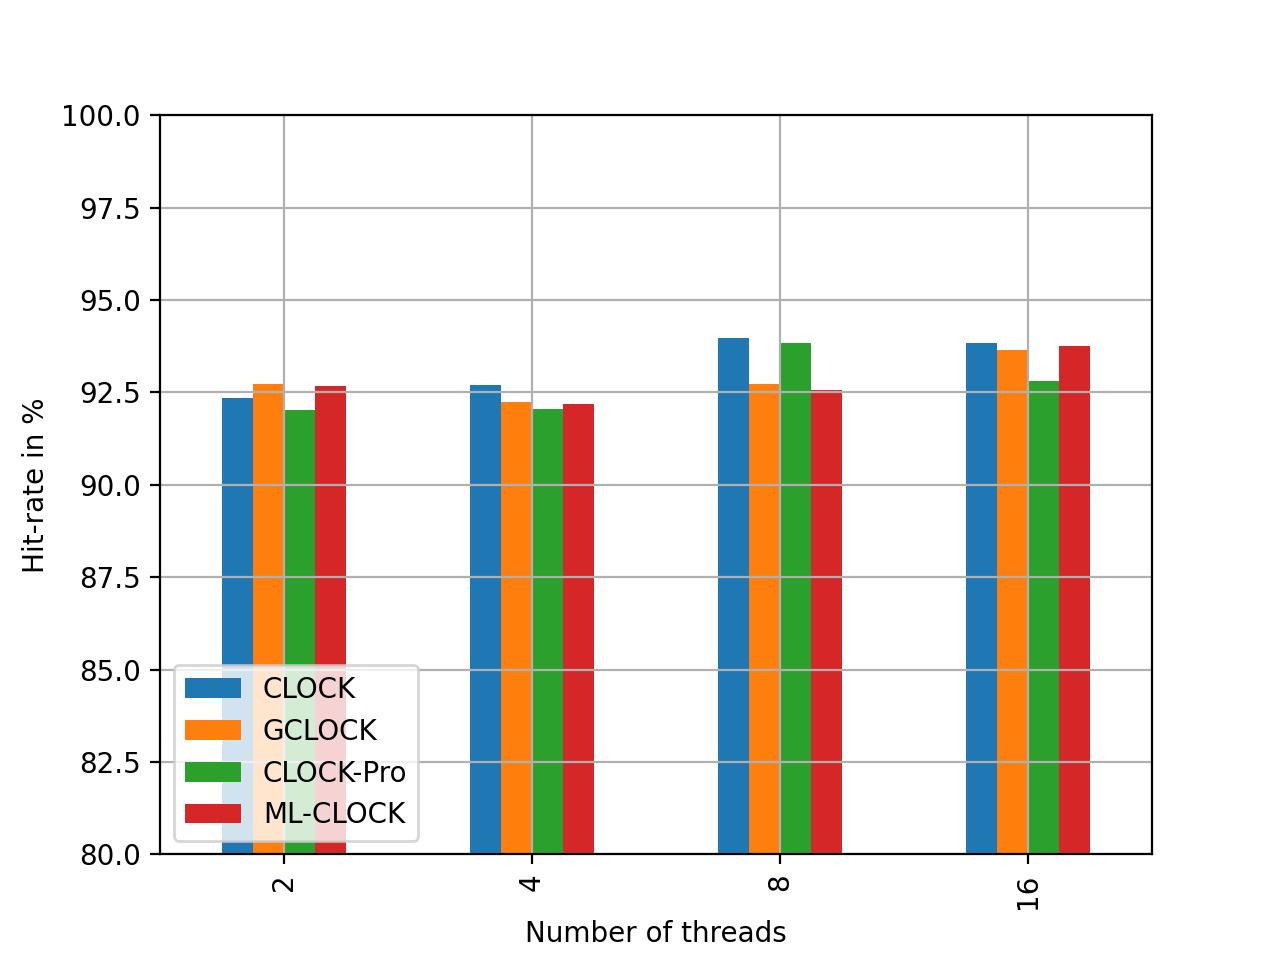 100.0
97.5
95.0
92.5
90.0
87.5
85.0
82.5
80.0
Hit-rate in %
CLOCK
GCLOCK
CLOCK-Pro
ML-CLOCK
2
4
8
16
Number of threads